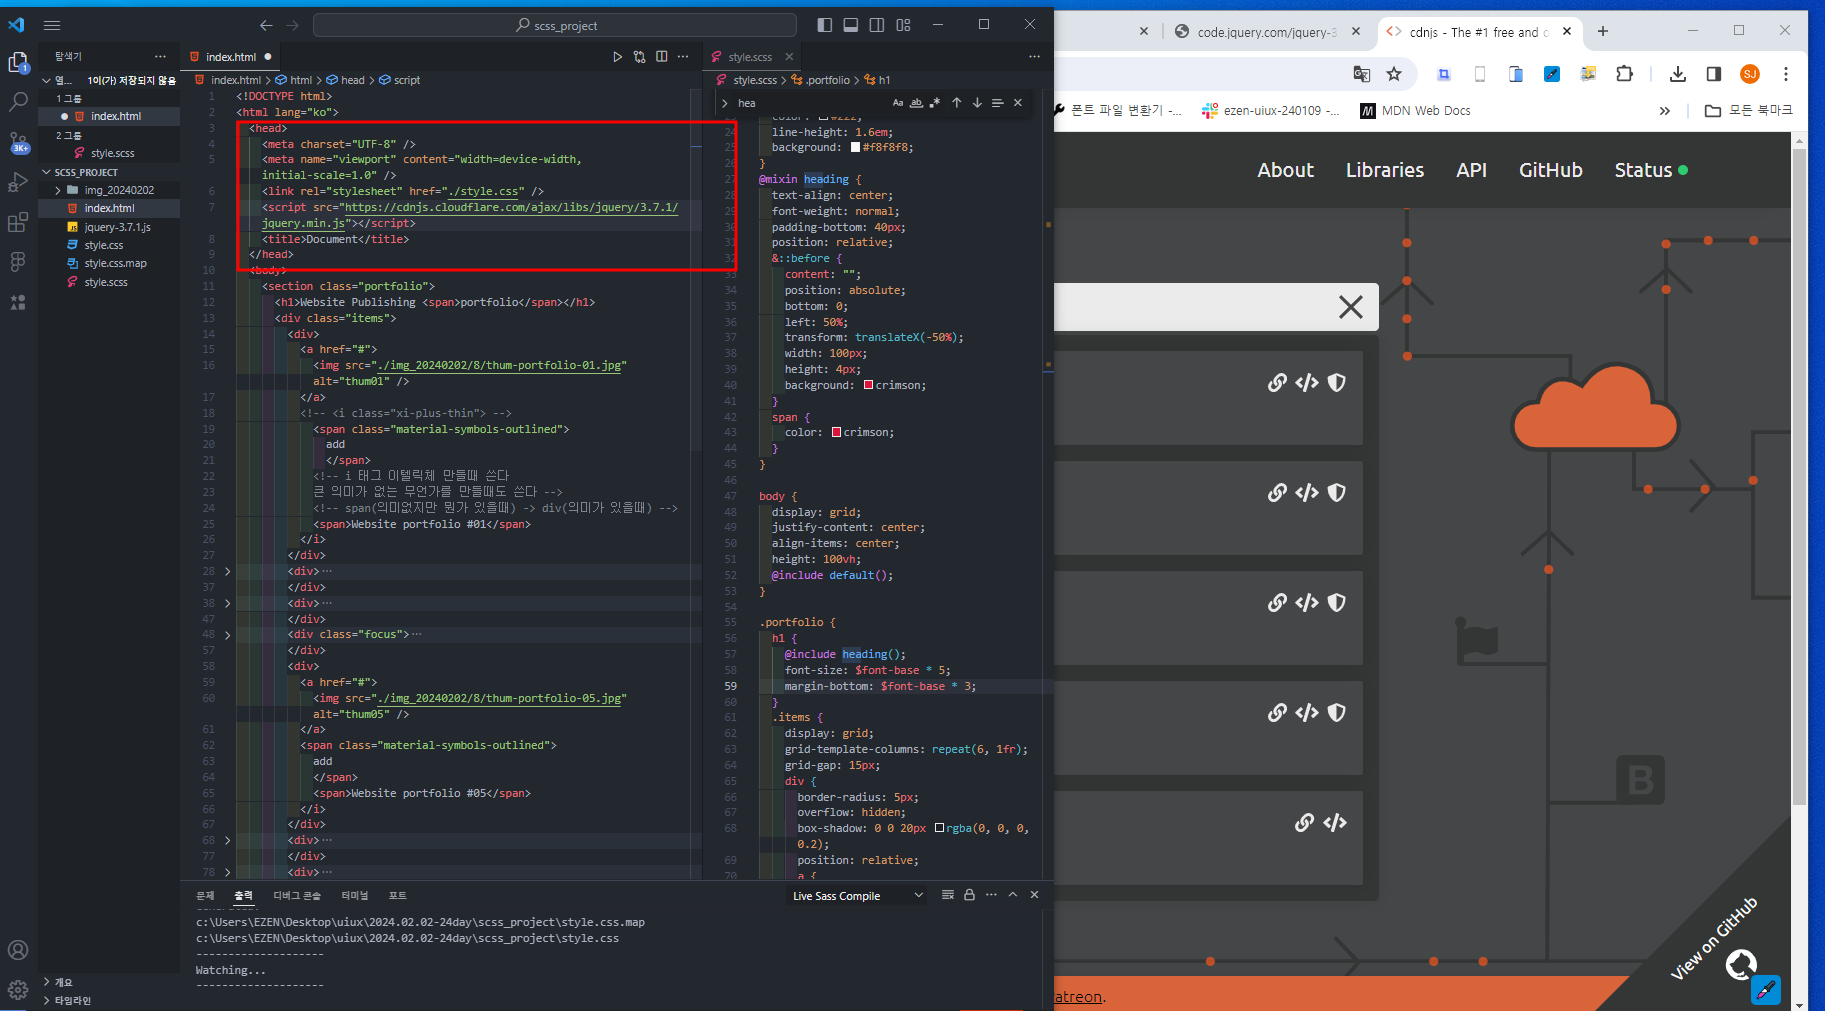 scss_project
탐색기
열...
1이(가) 저장되지 않음
1 그룹
index.html
2 그룹
style.scss
SCSS_PROJECT
img_20240202
index.html
jquery-3.7.1.js
style.css
style.css.map
style.scss
개요
타임라인
1
3K+
index.html
index.html > html > head > script
1 <!DOCTYPE html>
2 <html lang="ko">
3 <head>
4 <meta charset="UTF-8" />
5 <meta name="viewport" content="width=device-width,
initial-scale=1.0" />
6 <link rel="stylesheet" href="./style.css" />
7 <script src="https://cdnjs.cloudflare.com/ajax/libs/jquery/3.7.1/
jquery.min.js"></script>
8 <title>Document</title>
9 </head>
10 <body>
11 <section class="portfolio">
12 <h1>Website Publishing <span>portfolio</span></h1>
13 <div class="items">
14 <div>
15 <a href="#">
16 <img src="./img_20240202/8/thum-portfolio-01.jpg"
alt="thum01" />
17 </a>
18 <!-- <i class="xi-plus-thin"> -->
19 <span class="material-symbols-outlined">
20 add
21 </span>
22 <!-- i 태그 이텔릭체 만들때 쓴다
23 큰 의미가 없는 무언가를 만들때도 쓴다 -->
24 <!-- span(의미없지만 뭔가 있을때) -> div(의미가 있을때) -->
25 <span>Website portfolio #01</span>
26 </i>
27 </div>
28 <div>...
37 </div>
38 <div>...
47 </div>
48 <div class="focus">...
57 </div>
58 <div>
59 <a href="#">
60 <img src="./img_20240202/8/thum-portfolio-05.jpg"
alt="thum05" />
61 </a>
62 <span class="material-symbols-outlined">
63 add
64 </span>
65 <span>Website portfolio #05</span>
66 </i>
67 </div>
68 <div>...
77 </div>
78 <div>...
style.scss
style.scss > .portfolio > h1
hea
Aa ab
23 color: #222;
24 line-height: 1.6em;
25 background: #f8f8f8;
26 }
27 @mixin heading {
28 text-align: center;
29 font-weight: normal;
30 padding-bottom: 40px;
31 position: relative;
32 &::before {
33 content: "";
34 position: absolute;
35 bottom: 0;
36 left: 50%;
37 transform: translateX(-50%);
38 width: 100px;
39 height: 4px;
40 background: crimson;
41 }
42 span {
43 color: crimson;
44 }
45 }
46
47 body {
48 display: grid;
49 justify-content: center;
50 align-items: center;
51 height: 100vh;
52 @include default();
53 }
54
55 .portfolio {
56 h1 {
57 @include heading();
58 font-size: $font-base * 5;
59 margin-bottom: $font-base * 3;
60 }
61 .items {
62 display: grid;
63 grid-template-columns: repeat(6, 1fr);
64 grid-gap: 15px;
65 div {
66 border-radius: 5px;
67 overflow: hidden;
68 box-shadow: 0 0 20px rgba(0, 0, 0,
0.2);
69 position: relative;
70 a {
문제 출력 디버그 콘솔 터미널 포트
Live Sass Compile
c:\Users\EZEN\Desktop\uiux\2024.02.02-24day\scss_project\style.css.map
c:\Users\EZEN\Desktop\uiux\2024.02.02-24day\scss_project\style.css
--------------------
Watching...
--------------------
code.jquery.com/jquery-3
cdnjs - The #1 free and o
SJ
폰트 파일 변환기 -...
ezen-uiux-240109 -...
MDN Web Docs
모든 북마크
About
Libraries
API
GitHub
Status
B
View on GitHub
atreon.